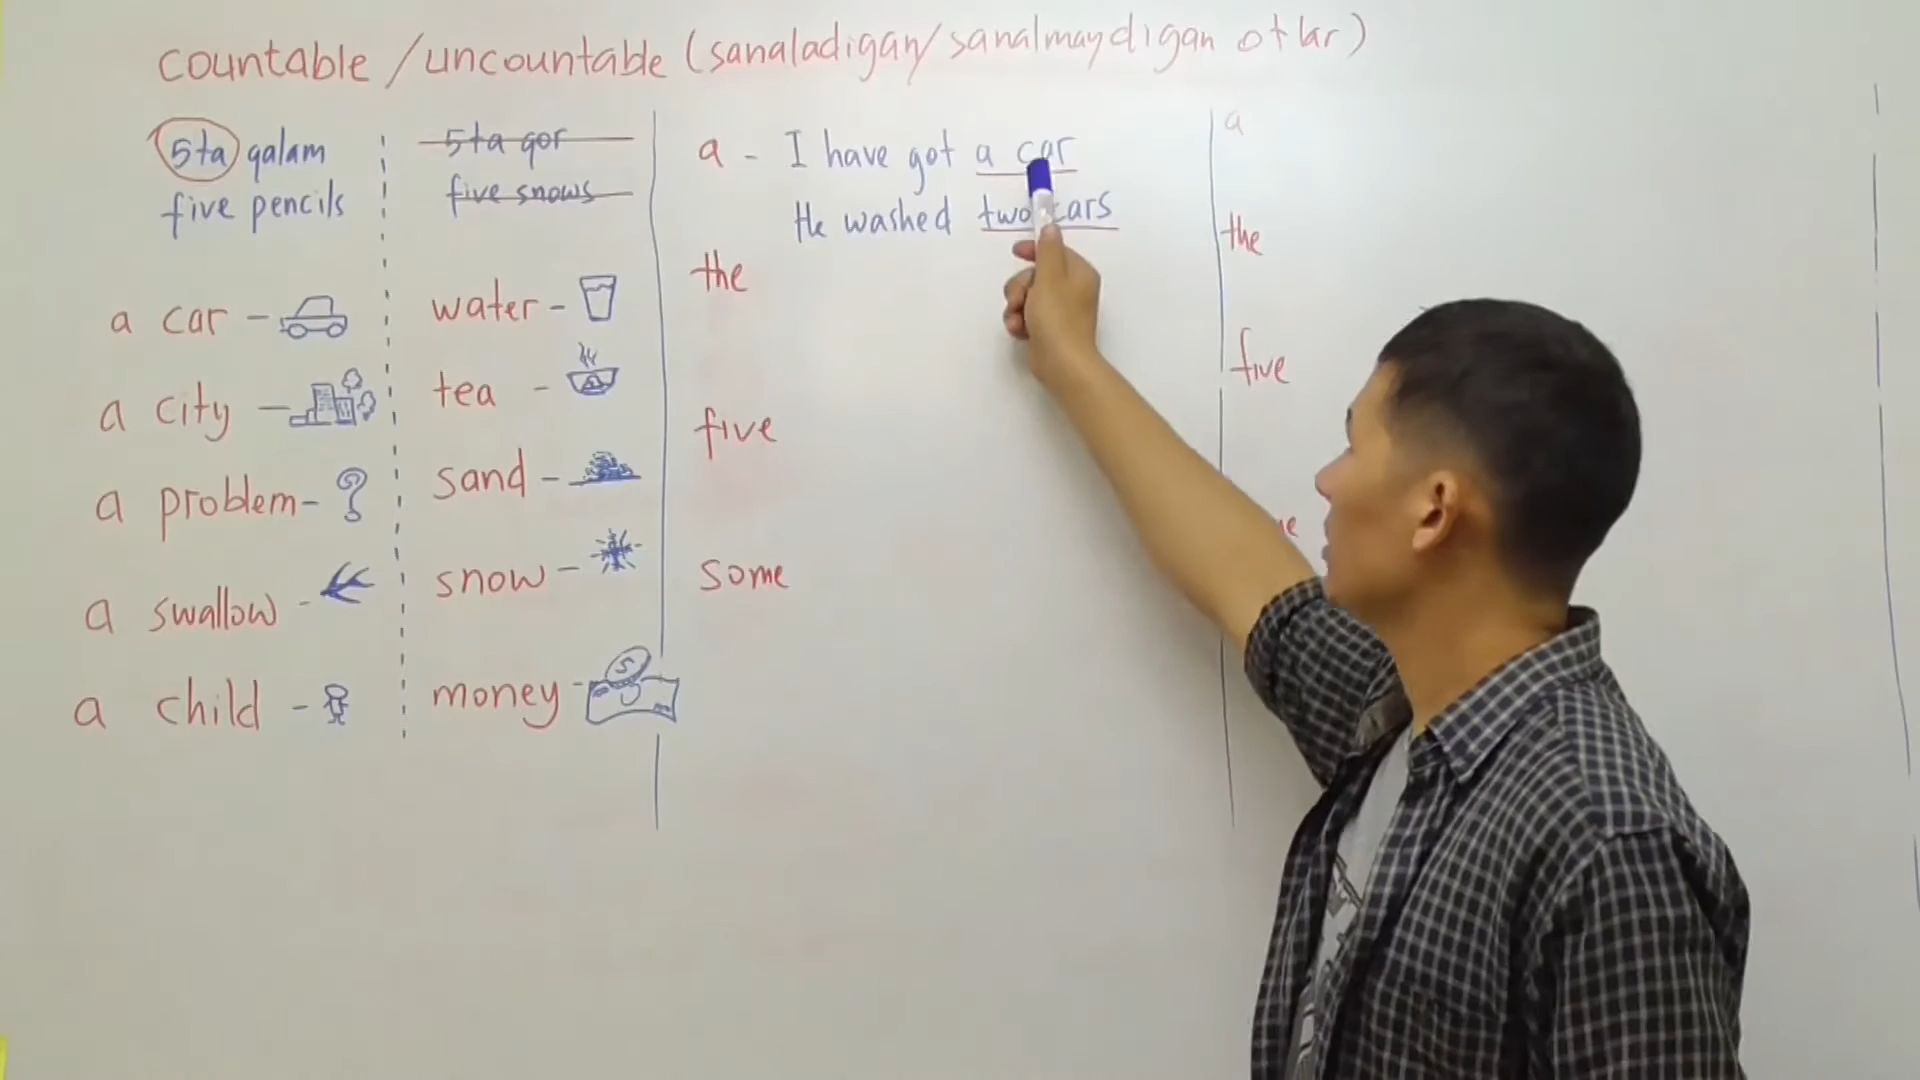 countable / uncountable (sanaladigan/sanalmaydigan otlar)
5ta qalam
five pencils
a car -
a city -
a problem -
a swallow -
a child -
5ta qor
five snows
water -
tea -
sand -
snow -
money -
a - I have got a car
He washed two cars
the
five
some
a
the
five